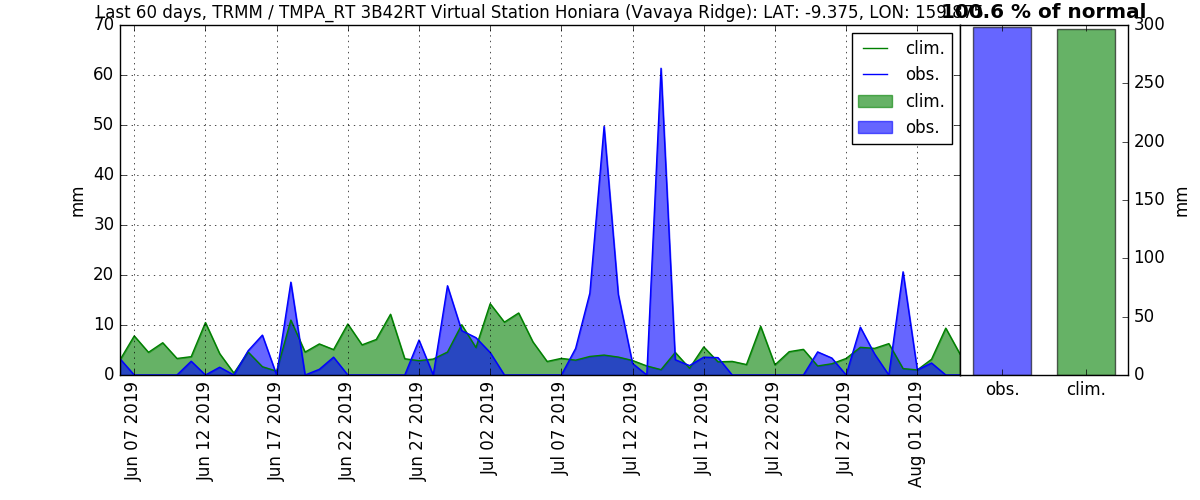 Last 60 days, TRMM / TMPA_RT 3B42RT Virtual Station Honiara (Vavaya Ridge): LAT: -9.375, LON:
100.6 % of normal
70
60
50
40
30
20
10
0
mm
clim.
obs.
clim.
obs.
Jun 07 2019
Jun 12 2019
Jun 17 2019
Jun 22 2019
Jun 27 2019
Jul 02 2019
Jul 07 2019
Jul 12 2019
Jul 17 2019
Jul 22 2019
Jul 27 2019
Aug 01 2019
300
250
200
150
100
50
0
mm
obs.
clim.